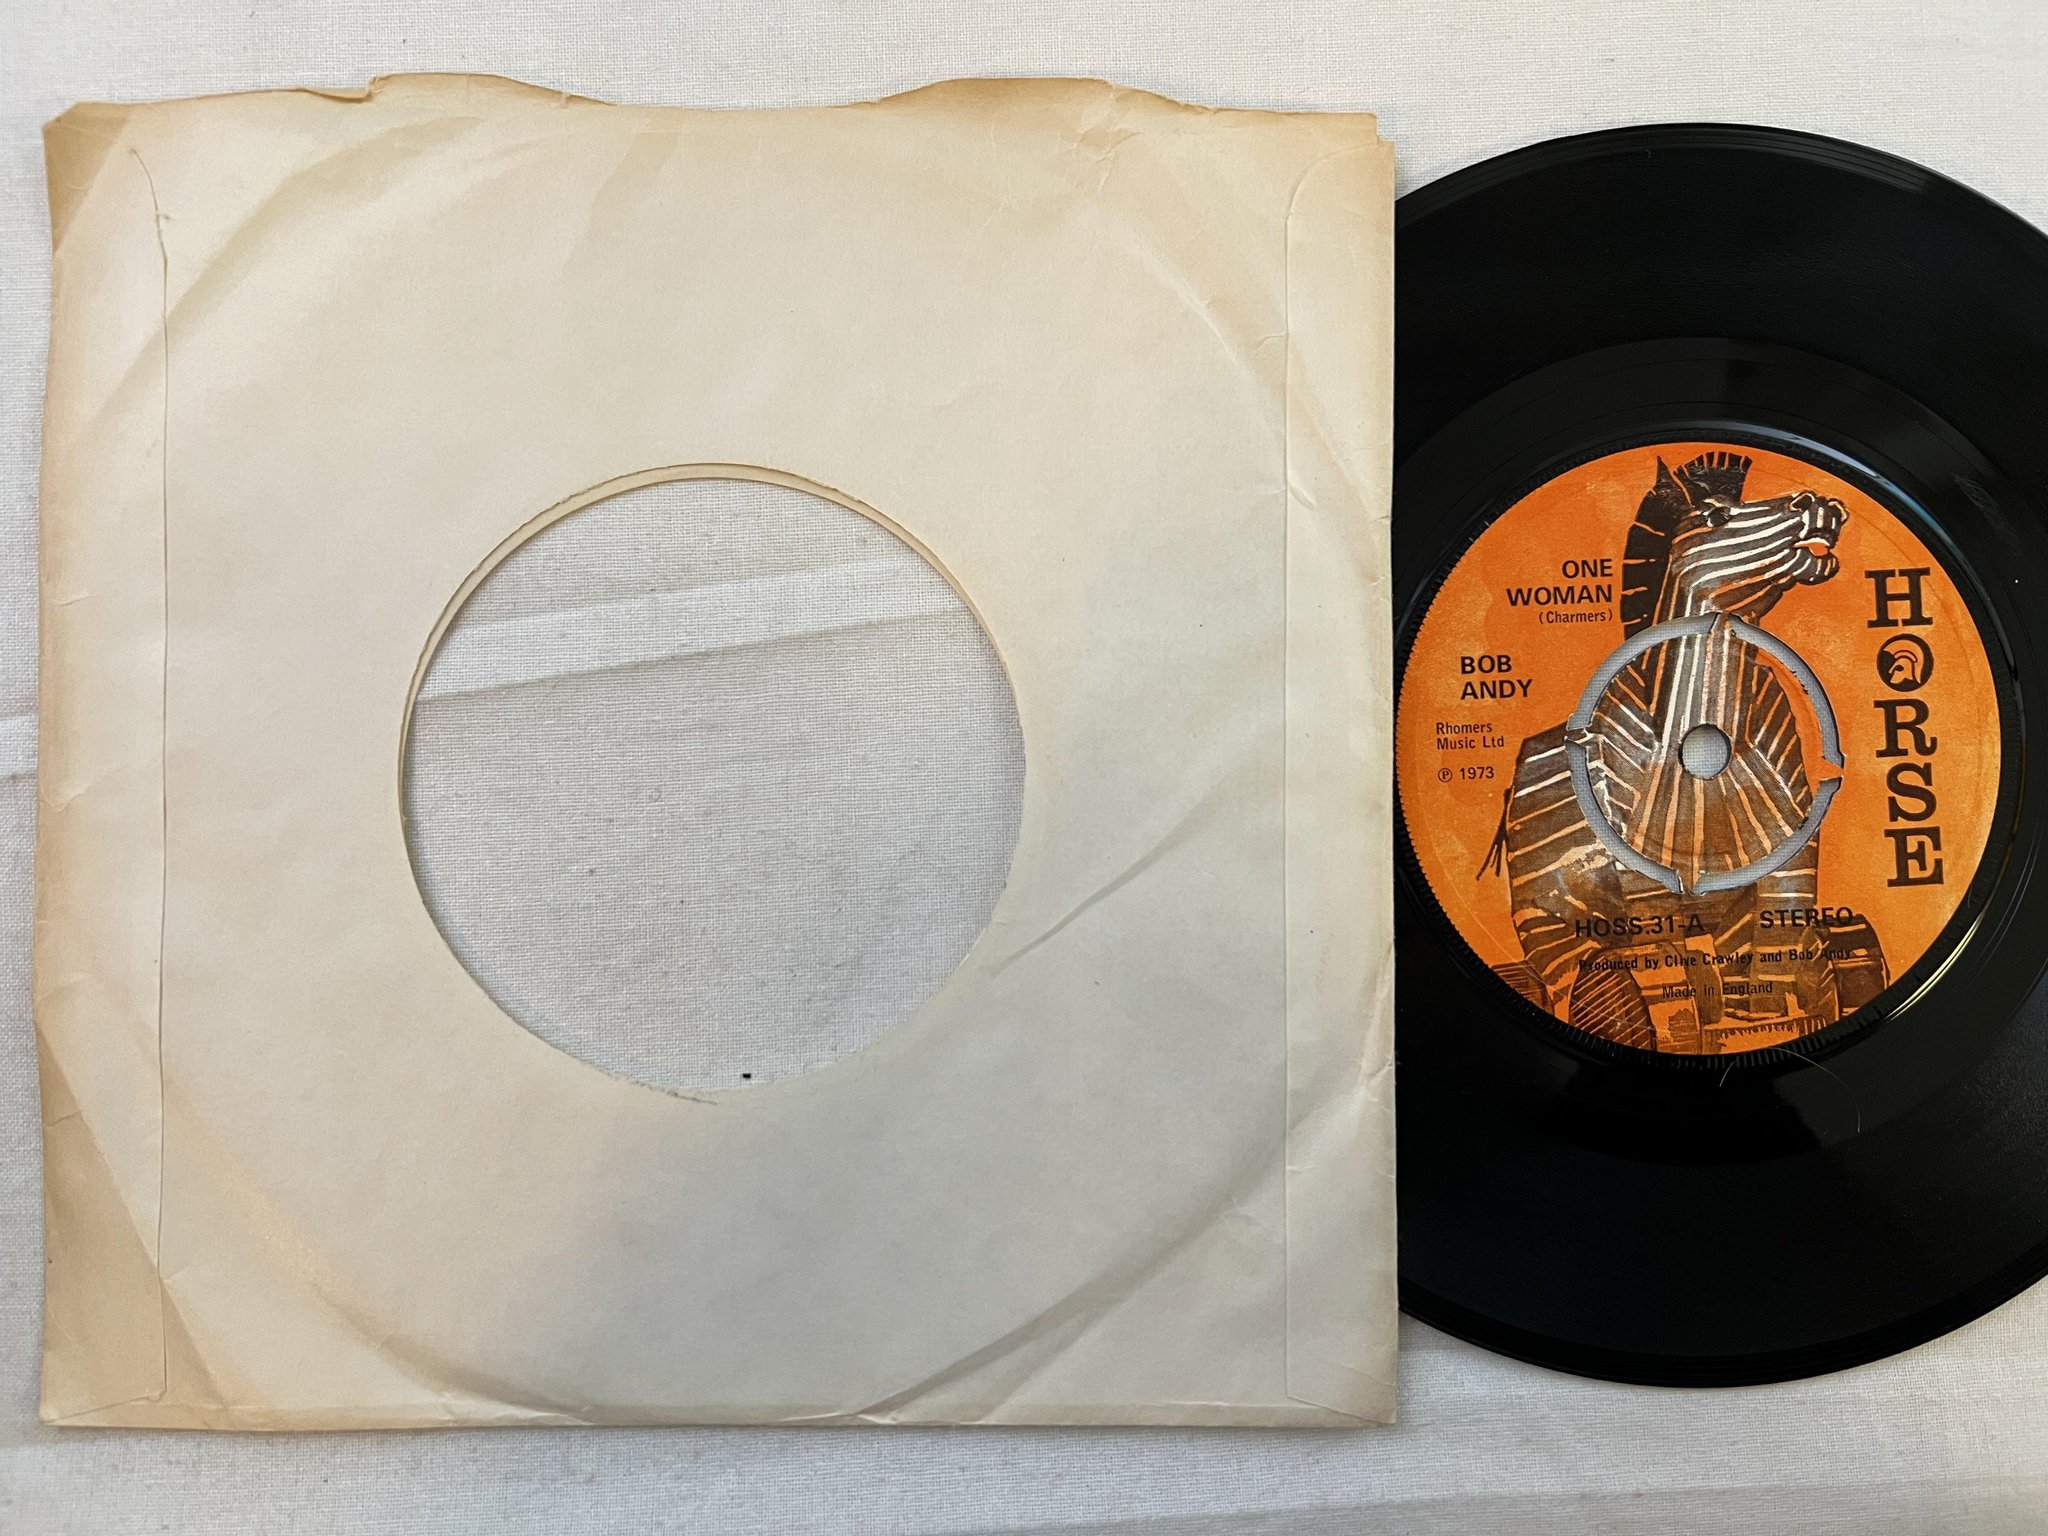 ONE
WOMAN
(Charmers)
BOB
ANDY
Rhomers
Music Ltd
℗ 1973
HORSE
HOSS.31-A STEREO
Produced by Clive Crawley and Bob Andy
Made in England